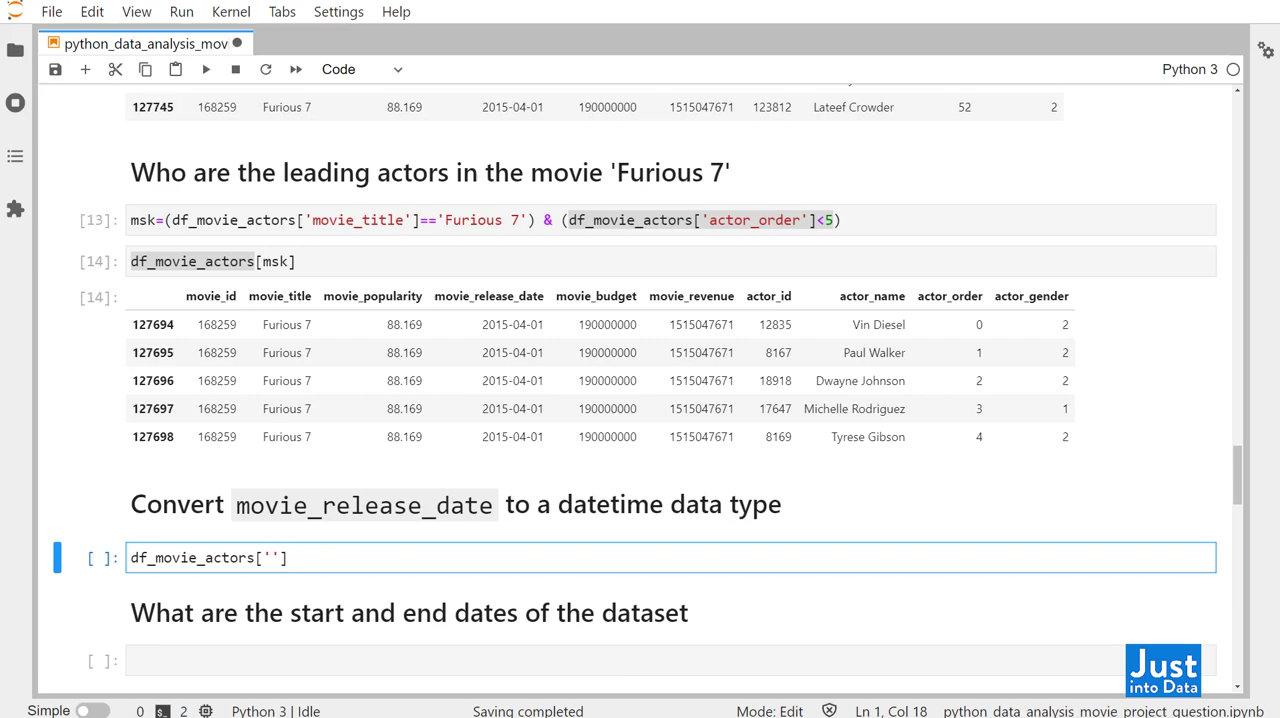 File Edit View Run Kernel Tabs Settings Help
python_data_analysis_mov
Code
Python 3
127745 168259 Furious 7 88.169 2015-04-01 190000000 1515047671 123812 Lateef Crowder 52 2
Who are the leading actors in the movie 'Furious 7'
[13]: msk=(df_movie_actors['movie_title']=='Furious 7') & (df_movie_actors['actor_order']<5)
[14]: df_movie_actors[msk]
[14]: movie_id movie_title movie_popularity movie_release_date movie_budget movie_revenue actor_id actor_name actor_order actor_gender
127694 168259 Furious 7 88.169 2015-04-01 190000000 1515047671 12835 Vin Diesel 0 2
127695 168259 Furious 7 88.169 2015-04-01 190000000 1515047671 8167 Paul Walker 1 2
127696 168259 Furious 7 88.169 2015-04-01 190000000 1515047671 18918 Dwayne Johnson 2 2
127697 168259 Furious 7 88.169 2015-04-01 190000000 1515047671 17647 Michelle Rodriguez 3 1
127698 168259 Furious 7 88.169 2015-04-01 190000000 1515047671 8169 Tyrese Gibson 4 2
Convert movie_release_date to a datetime data type
[ ]: df_movie_actors['']
What are the start and end dates of the dataset
[ ]:
Just
into Data
Simple 0 2 Python 3 | Idle Saving completed Mode: Edit Ln 1, Col 18 python_data_analysis_movie_project_question.ipynb